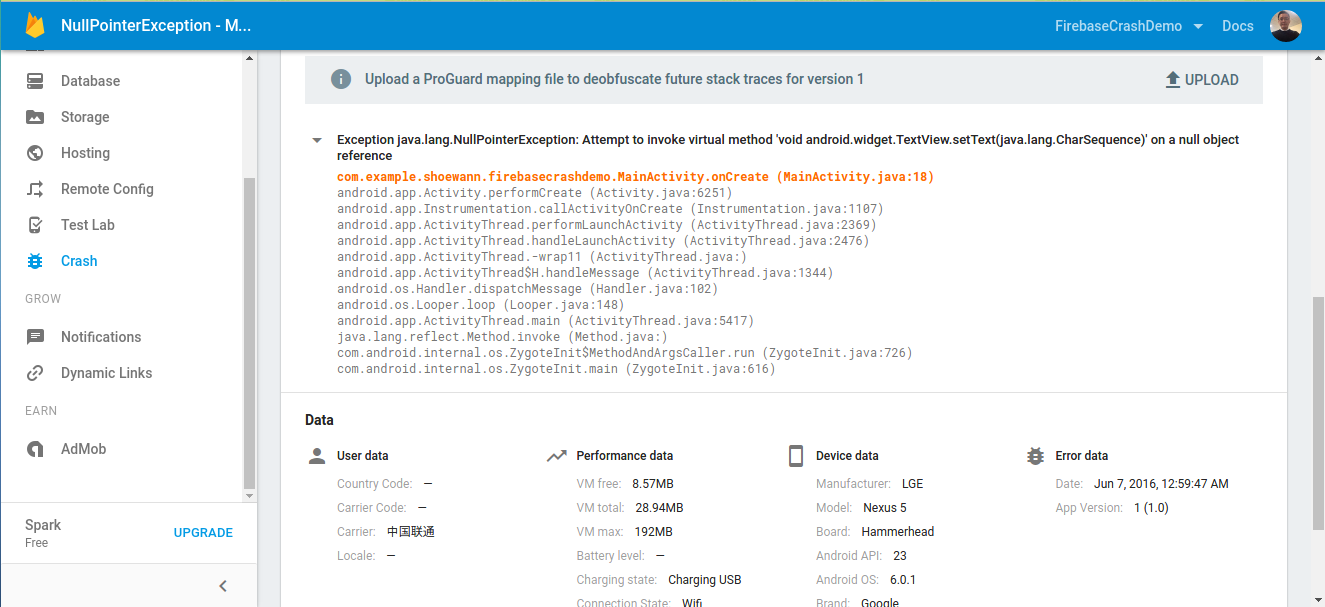 NullPointerException - M...
FirebaseCrashDemo
Docs
Database
Storage
Hosting
Remote Config
Test Lab
Crash
GROW
Notifications
Dynamic Links
EARN
AdMob
Spark
Free
UPGRADE
Upload a ProGuard mapping file to deobfuscate future stack traces for version 1
UPLOAD
Exception java.lang.NullPointerException: Attempt to invoke virtual method 'void android.widget.TextView.setText(java.lang.CharSequence)' on a null object
reference
com.example.shoewann.firebasecrashdemo.MainActivity.onCreate (MainActivity.java:18)
android.app.Activity.performCreate (Activity.java:6251)
android.app.Instrumentation.callActivityOnCreate (Instrumentation.java:1107)
android.app.ActivityThread.performLaunchActivity (ActivityThread.java:2369)
android.app.ActivityThread.handleLaunchActivity (ActivityThread.java:2476)
android.app.ActivityThread.-wrap11 (ActivityThread.java:)
android.app.ActivityThread$H.handleMessage (ActivityThread.java:1344)
android.os.Handler.dispatchMessage (Handler.java:102)
android.os.Looper.loop (Looper.java:148)
android.app.ActivityThread.main (ActivityThread.java:5417)
java.lang.reflect.Method.invoke (Method.java:)
com.android.internal.os.ZygoteInit$MethodAndArgsCaller.run (ZygoteInit.java:726)
com.android.internal.os.ZygoteInit.main (ZygoteInit.java:616)
Data
User data
Country Code: —
Carrier Code: —
Carrier: 中国联通
Locale: —
Performance data
VM free: 8.57MB
VM total: 28.94MB
VM max: 192MB
Battery level: —
Charging state: Charging USB
Connection State: Wifi
Device data
Manufacturer: LGE
Model: Nexus 5
Board: Hammerhead
Android API: 23
Android OS: 6.0.1
Brand: Google
Error data
Date: Jun 7, 2016, 12:59:47 AM
App Version: 1 (1.0)